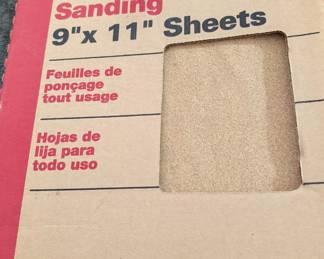 Sanding
9"x 11" Sheets
Feuilles de
ponçage
tout usage
Hojas de
lija para
todo uso